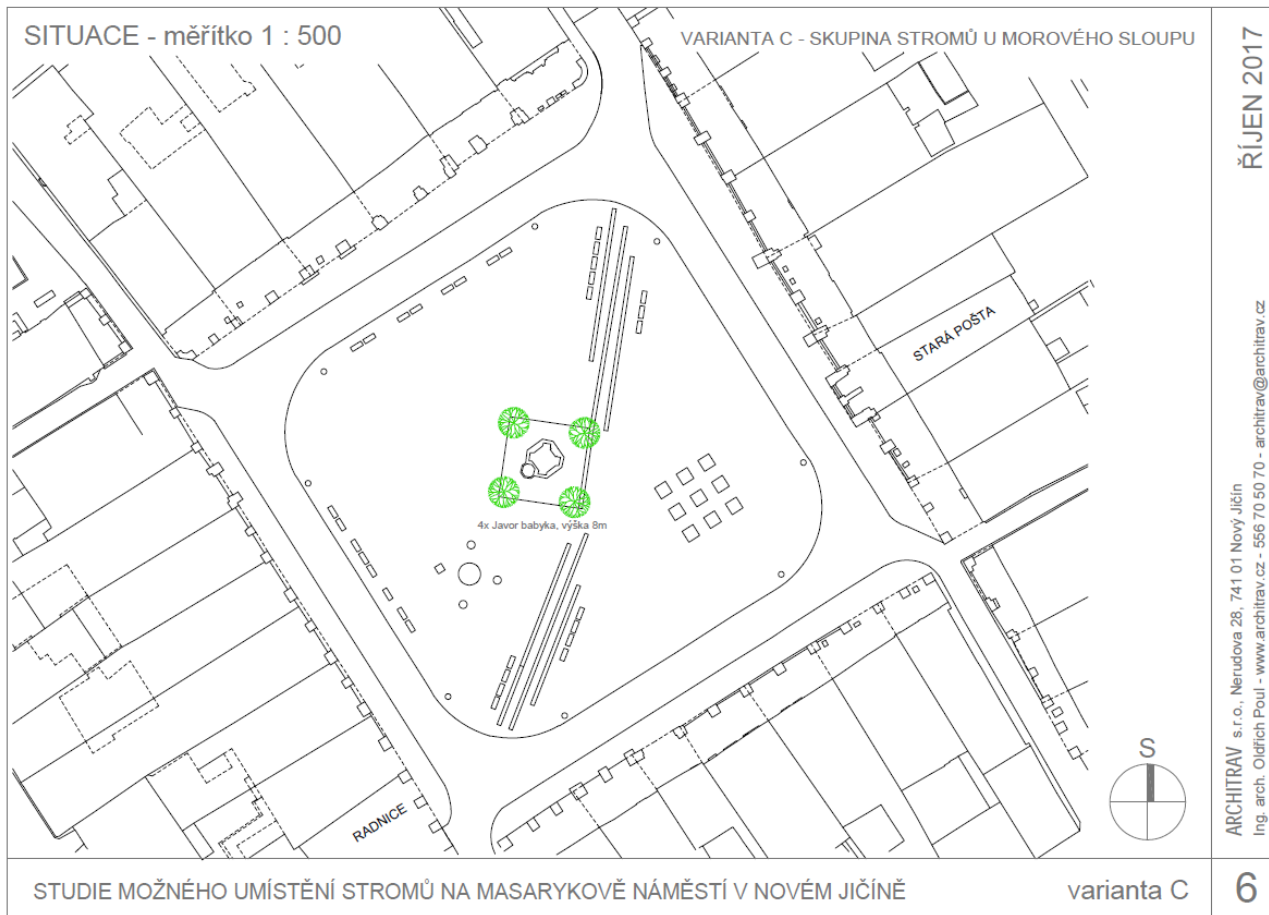 SITUACE - měřítko 1 : 500
VARIANTA C - SKUPINA STROMŮ U MOROVÉHO SLOUPU
STARÁ POŠTA
4x Javor babyka, výška 8m
RADNICE
S
ŘÍJEN 2017
ARCHITRAV s.r.o., Nerudova 28, 741 01 Nový Jičín
Ing. arch. Oldřich Poul - www.architrav.cz - 556 70 50 70 - architrav@architrav.cz
STUDIE MOŽNÉHO UMÍSTĚNÍ STROMŮ NA MASARYKOVĚ NÁMĚSTÍ V NOVÉM JIČÍNĚ
varianta C
6